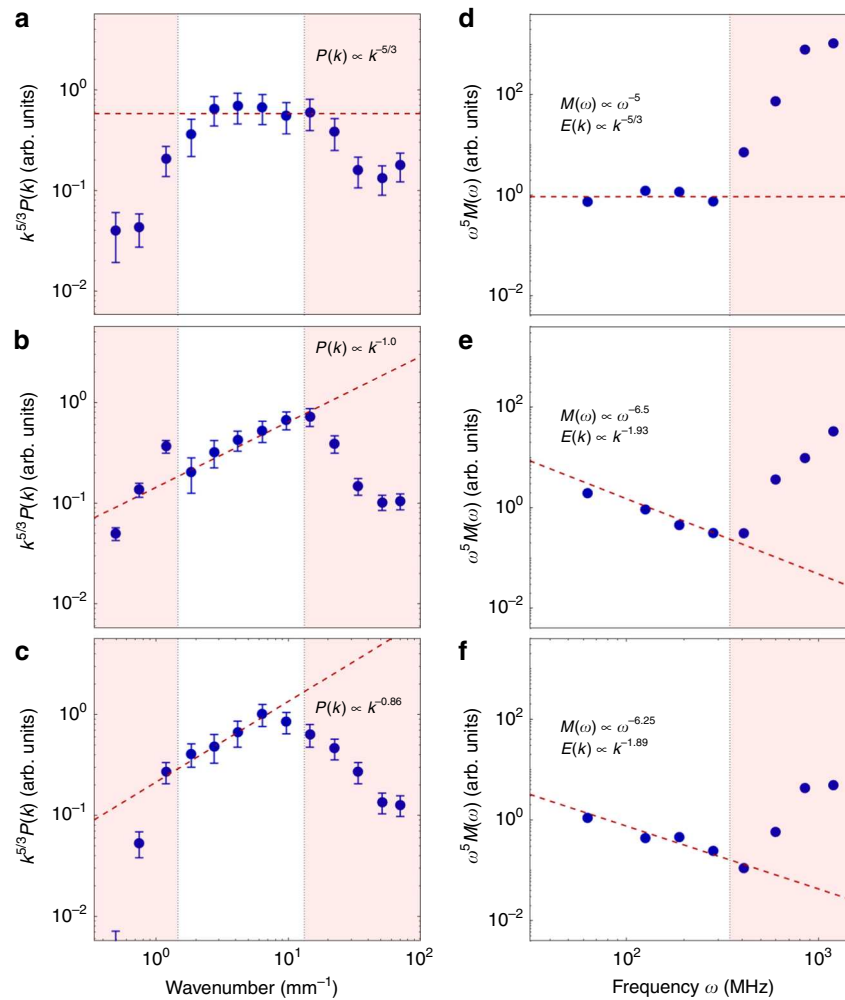 a
P(k) ∝ k^{-5/3}
10^0
10^{-1}
10^{-2}
k^{5/3}P(k) (arb. units)
b
P(k) ∝ k^{-1.0}
10^0
10^{-1}
10^{-2}
k^{5/3}P(k) (arb. units)
c
P(k) ∝ k^{-0.86}
10^0
10^{-1}
10^{-2}
k^{5/3}P(k) (arb. units)
10^0 10^1 10^2
Wavenumber (mm^{-1})
d
M(ω) ∝ ω^{-5}
E(k) ∝ k^{-5/3}
10^2
10^0
10^{-2}
ω^5M(ω) (arb. units)
e
M(ω) ∝ ω^{-6.5}
E(k) ∝ k^{-1.93}
10^2
10^0
10^{-2}
ω^5M(ω) (arb. units)
f
M(ω) ∝ ω^{-6.25}
E(k) ∝ k^{-1.89}
10^2
10^0
10^{-2}
ω^5M(ω) (arb. units)
10^2 10^3
Frequency ω (MHz)